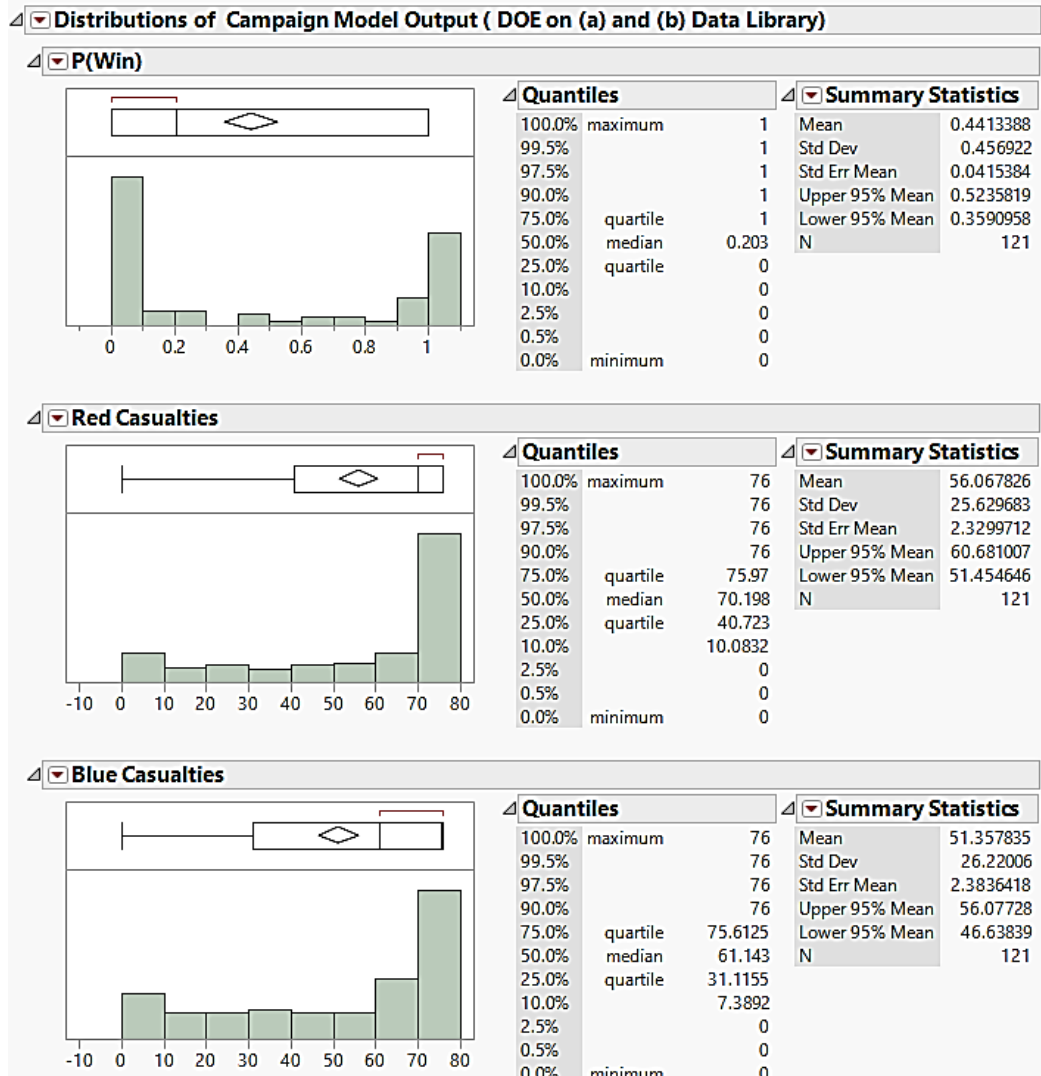 Distributions of Campaign Model Output ( DOE on (a) and (b) Data Library)
P(Win)
Quantiles
100.0% maximum 1
99.5% 1
97.5% 1
90.0% 1
75.0% quartile 1
50.0% median 0.203
25.0% quartile 0
10.0% 0
2.5% 0
0.5% 0
0.0% minimum 0
Summary Statistics
Mean 0.4413388
Std Dev 0.456922
Std Err Mean 0.0415384
Upper 95% Mean 0.5235819
Lower 95% Mean 0.3590958
N 121
0 0.2 0.4 0.6 0.8 1
Red Casualties
Quantiles
100.0% maximum 76
99.5% 76
97.5% 76
90.0% 76
75.0% quartile 75.97
50.0% median 70.198
25.0% quartile 40.723
10.0% 10.0832
2.5% 0
0.5% 0
0.0% minimum 0
Summary Statistics
Mean 56.067826
Std Dev 25.629683
Std Err Mean 2.3299712
Upper 95% Mean 60.681007
Lower 95% Mean 51.454646
N 121
-10 0 10 20 30 40 50 60 70 80
Blue Casualties
Quantiles
100.0% maximum 76
99.5% 76
97.5% 76
90.0% 76
75.0% quartile 75.6125
50.0% median 61.143
25.0% quartile 31.1155
10.0% 7.3892
2.5% 0
0.5% 0
0.0% minimum 0
Summary Statistics
Mean 51.357835
Std Dev 26.22006
Std Err Mean 2.3836418
Upper 95% Mean 56.07728
Lower 95% Mean 46.63839
N 121
-10 0 10 20 30 40 50 60 70 80